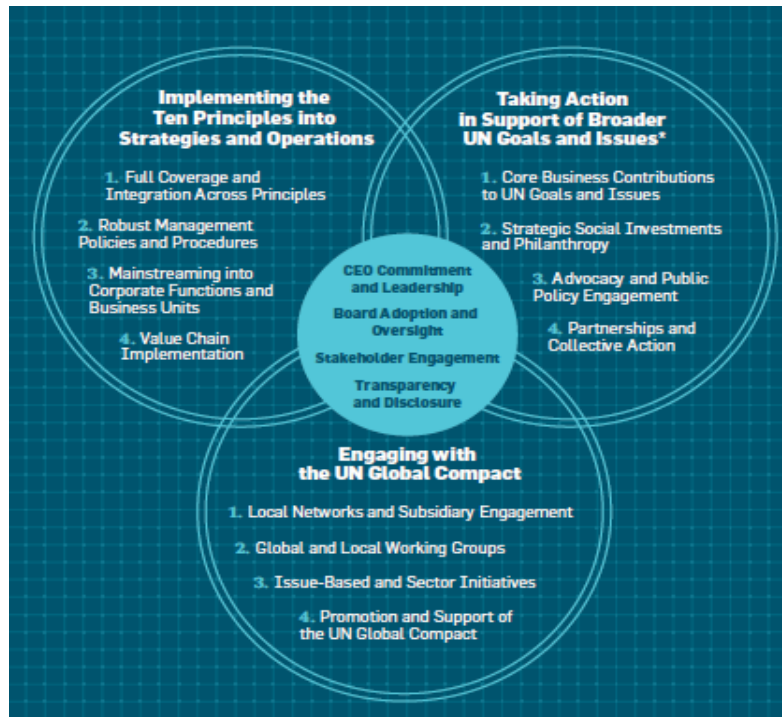 Implementing the
Ten Principles into
Strategies and Operations
1. Full Coverage and
Integration Across Principles
2. Robust Management
Policies and Procedures
3. Mainstreaming into
Corporate Functions and
Business Units
4. Value Chain
Implementation
Taking Action
in Support of Broader
UN Goals and Issues*
1. Core Business Contributions
to UN Goals and Issues
2. Strategic Social Investments
and Philanthropy
3. Advocacy and Public
Policy Engagement
4. Partnerships and
Collective Action
CEO Commitment
and Leadership
Board Adoption and
Oversight
Stakeholder Engagement
Transparency
and Disclosure
Engaging with
the UN Global Compact
1. Local Networks and Subsidiary Engagement
2. Global and Local Working Groups
3. Issue-Based and Sector Initiatives
4. Promotion and Support of
the UN Global Compact